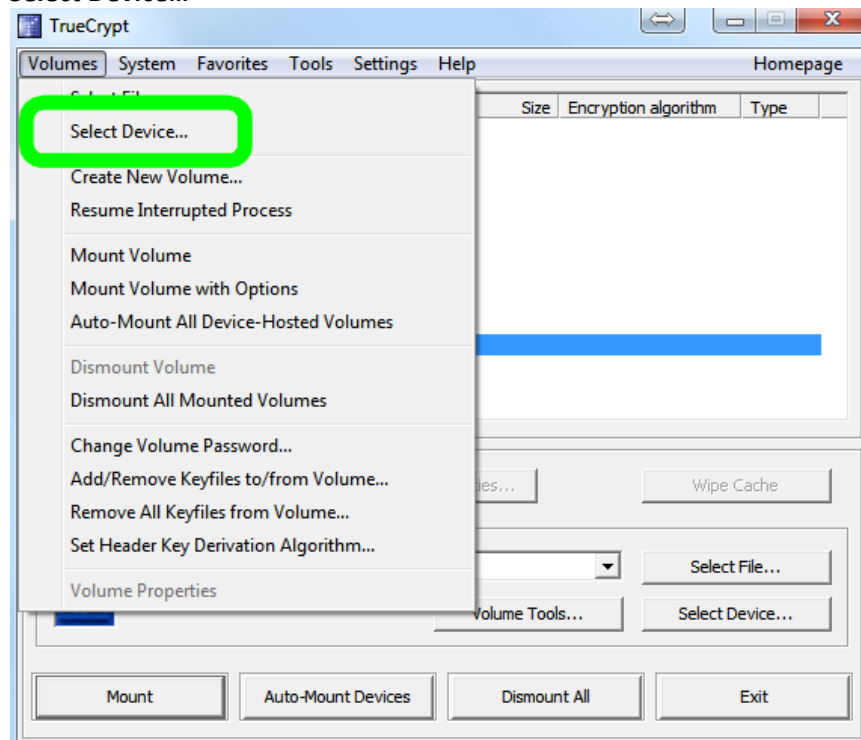 TrueCrypt
Volumes System Favorites Tools Settings Help Homepage
Size Encryption algorithm Type
Select Device...
Create New Volume...
Resume Interrupted Process
Mount Volume
Mount Volume with Options
Auto-Mount All Device-Hosted Volumes
Dismount Volume
Dismount All Mounted Volumes
Change Volume Password...
Add/Remove Keyfiles to/from Volume...
Remove All Keyfiles from Volume...
Set Header Key Derivation Algorithm...
Volume Properties
Wipe Cache
Select File...
Volume Tools... Select Device...
Mount Auto-Mount Devices Dismount All Exit